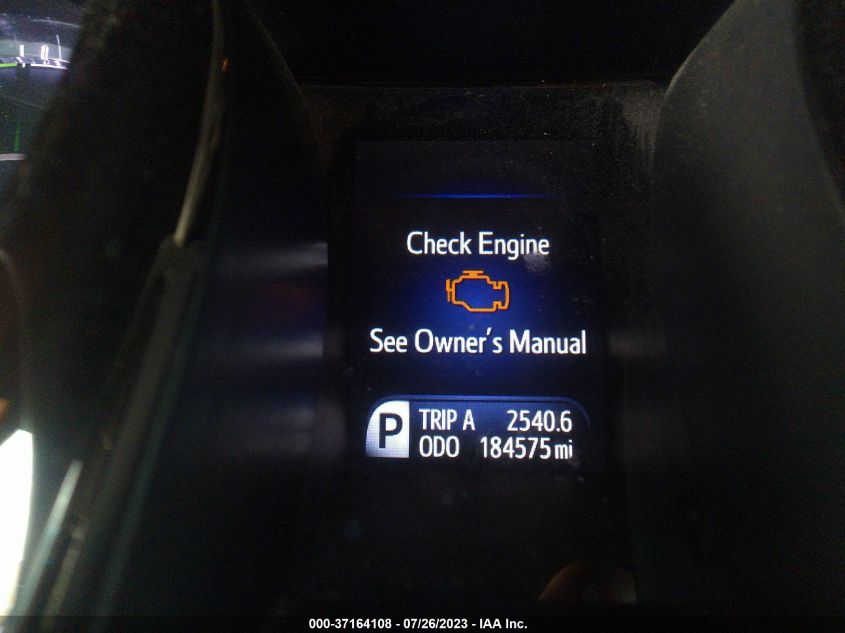 Check Engine
See Owner's Manual
P
TRIP A 2540.6
ODO 184575 mi
000-37164108 - 07/26/2023 - IAA Inc.